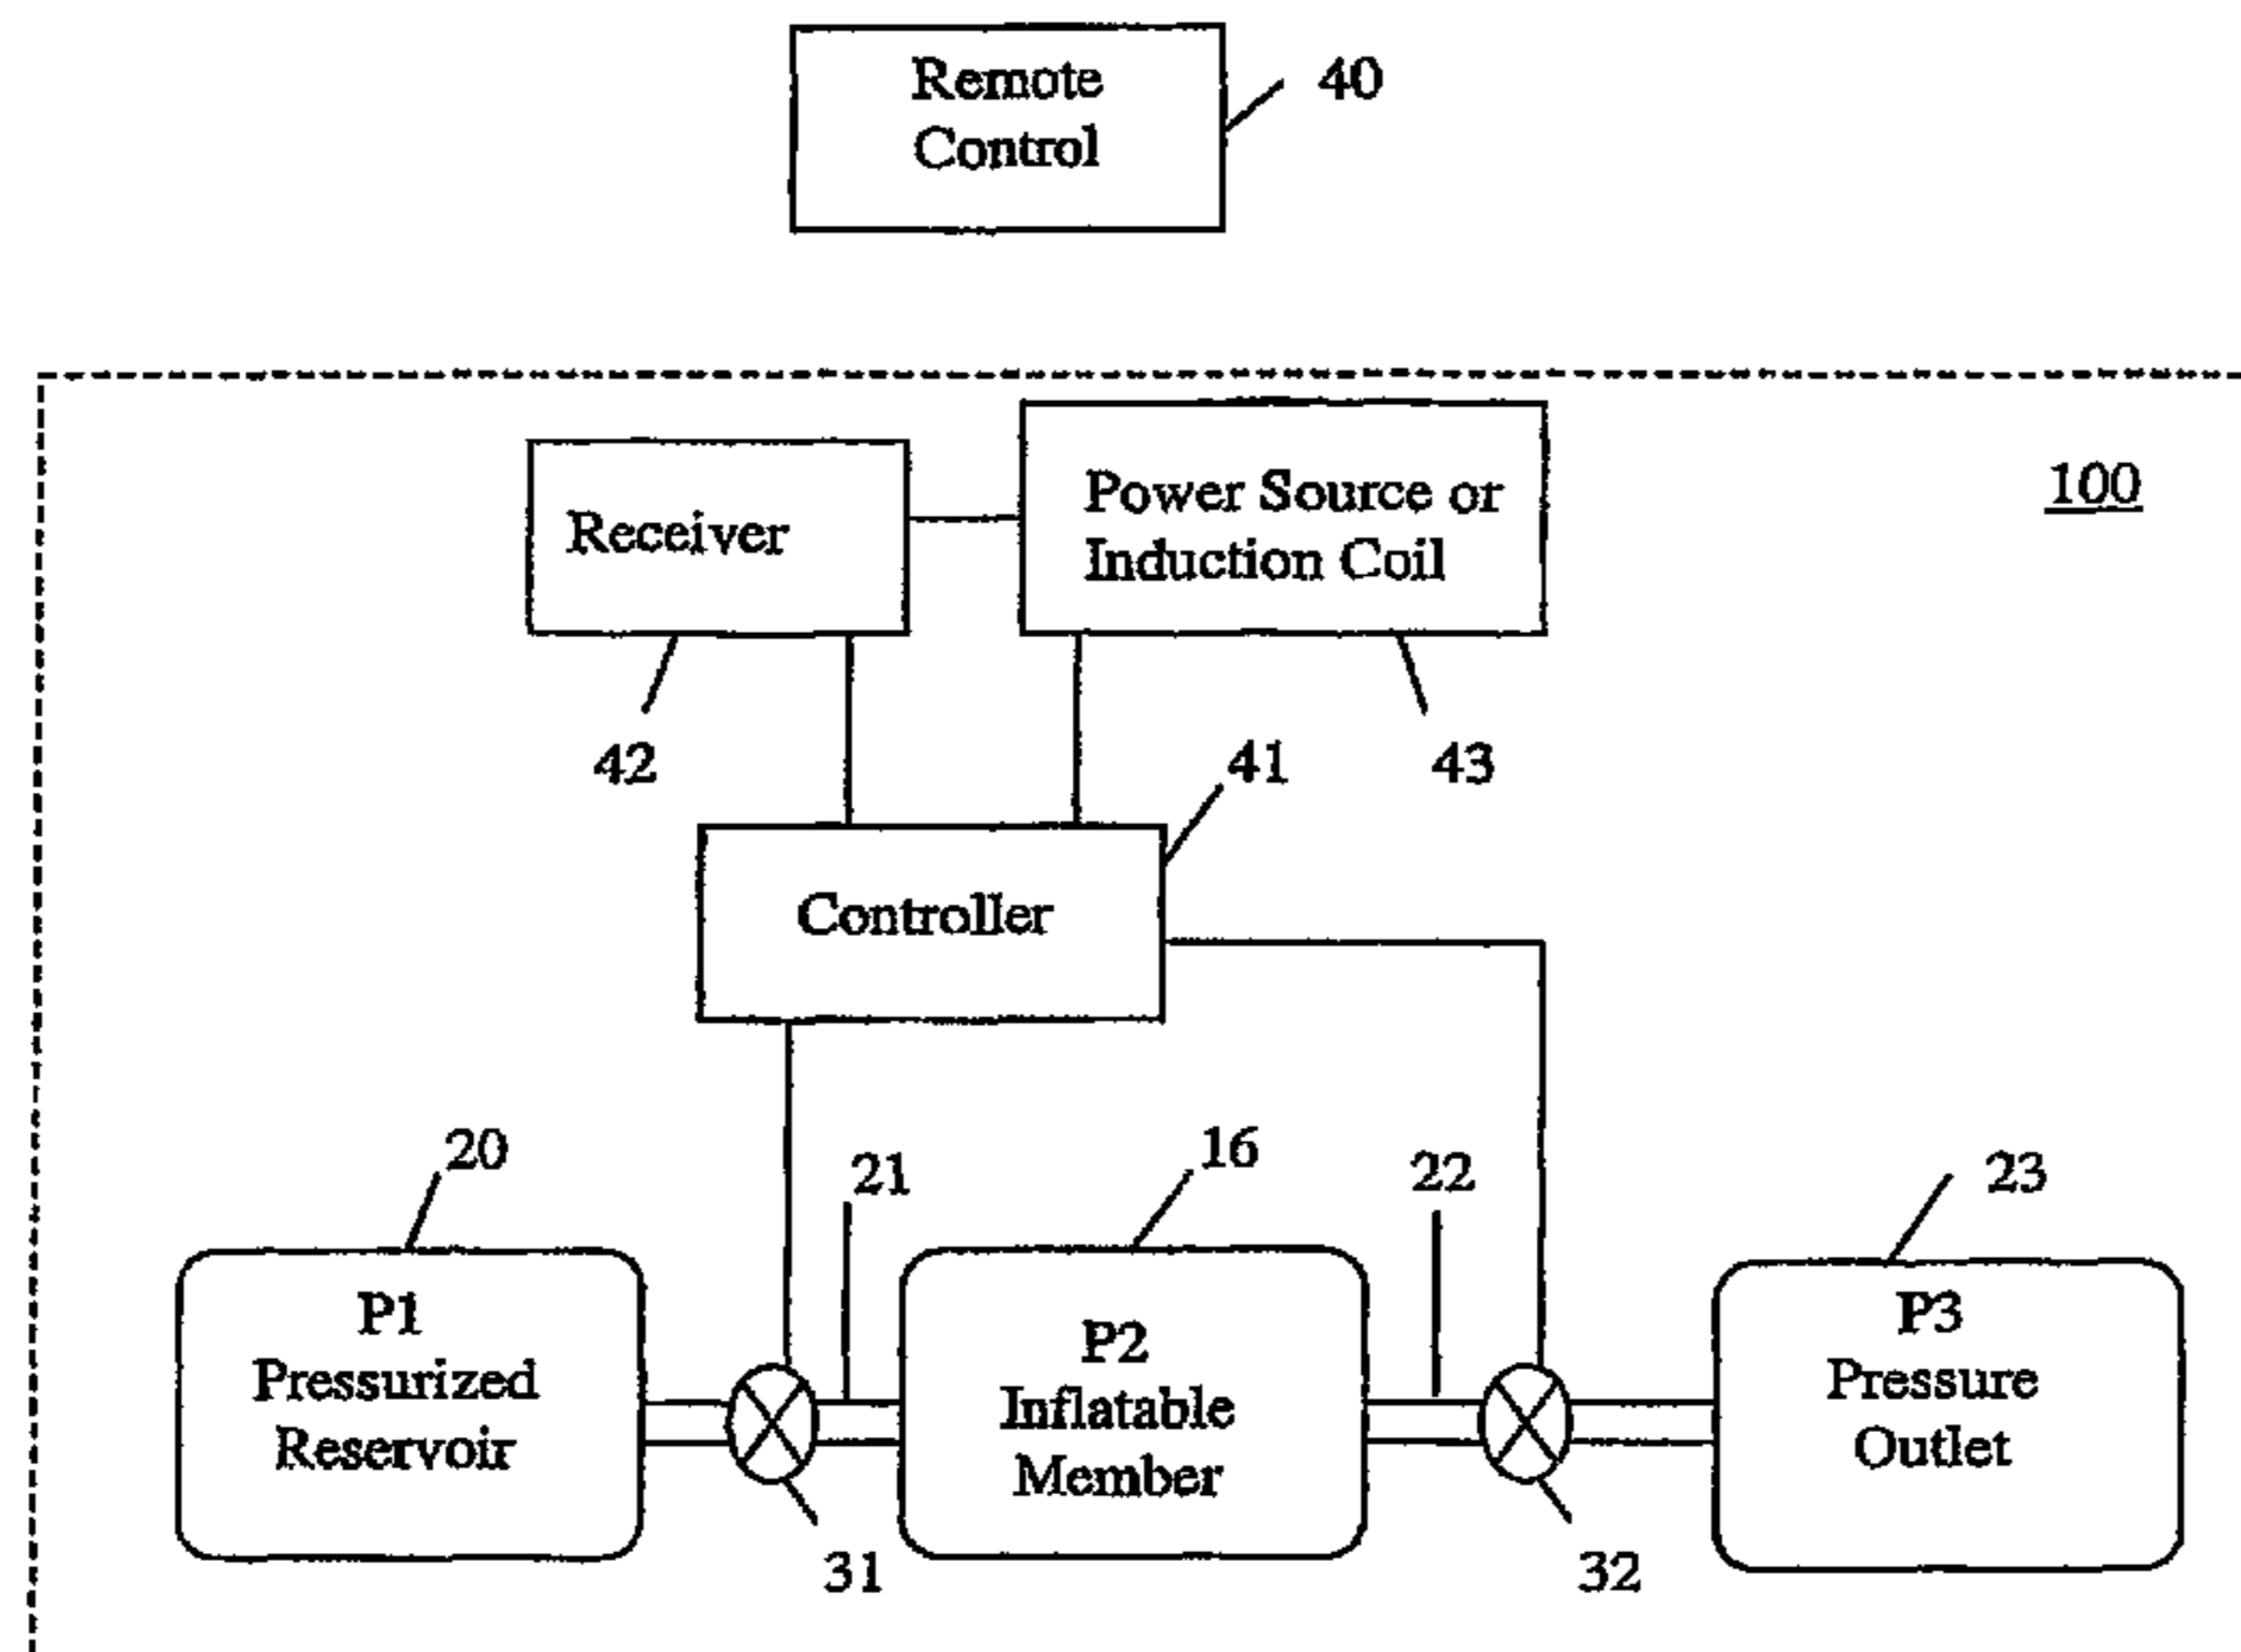 Remote
Control
40
100
Receiver
Power Source or
Induction Coil
42
43
41
Controller
20
21
16
22
23
P1
Pressurized
Reservoir
P2
Inflatable
Member
P3
Pressure
Outlet
31
32